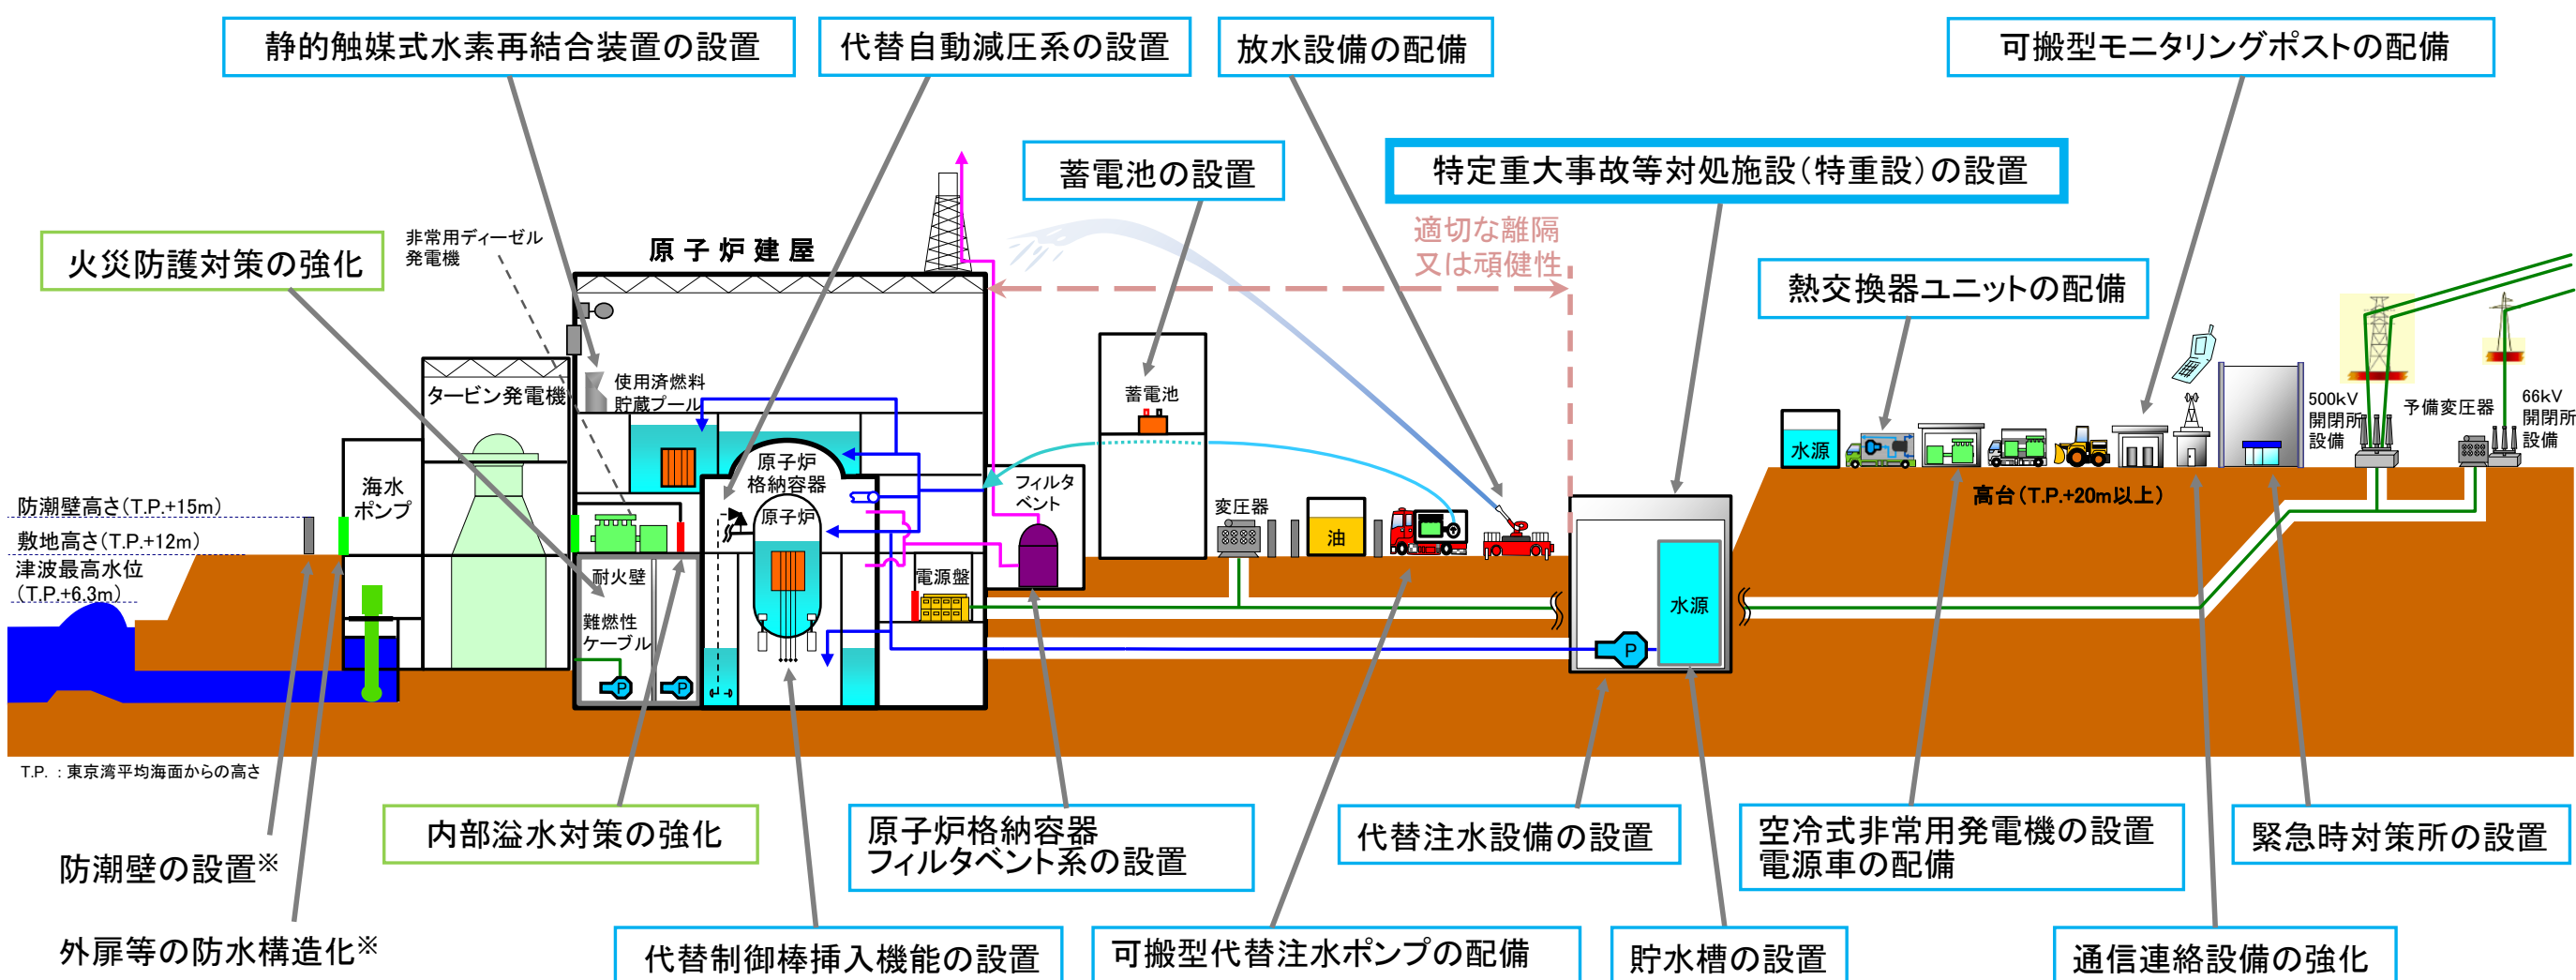 静的触媒式水素再結合装置の設置
代替自動減圧系の設置
放水設備の配備
可搬型モニタリングポストの配備
蓄電池の設置
特定重大事故等対処施設(特重設)の設置
火災防護対策の強化
非常用ディーゼル
発電機
原子炉建屋
適切な離隔
又は頑健性
熱交換器ユニットの配備
タービン発電機
使用済燃料
貯蔵プール
蓄電池
水源
500kV
開閉所
設備
予備変圧器
66kV
開閉所
設備
海水
ポンプ
原子炉
格納容器
原子炉
フィルタ
ベント
変圧器
油
高台(T.P.+20m以上)
防潮壁高さ(T.P.+15m)
敷地高さ(T.P.+12m)
津波最高水位
(T.P.+6.3m)
耐火壁
難燃性
ケーブル
電源盤
水源
P
P
P
T.P. :東京湾平均海面からの高さ
防潮壁の設置※
外扉等の防水構造化※
内部溢水対策の強化
原子炉格納容器
フィルタベント系の設置
代替注水設備の設置
空冷式非常用発電機の設置
電源車の配備
緊急時対策所の設置
代替制御棒挿入機能の設置
可搬型代替注水ポンプの配備
貯水槽の設置
通信連絡設備の強化